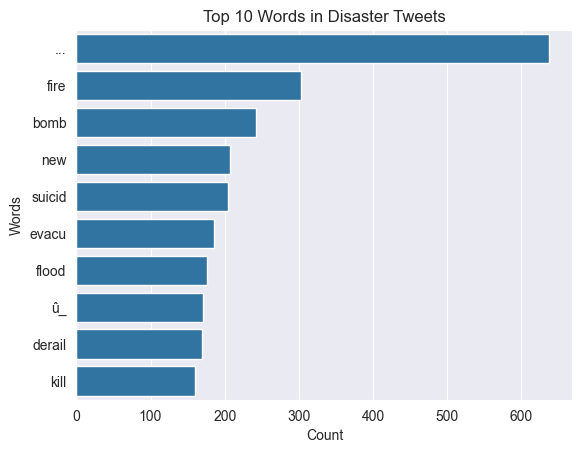 Top 10 Words in Disaster Tweets
Words
...
fire
bomb
new
suicid
evacu
flood
û_
derail
kill
0 100 200 300 400 500 600
Count